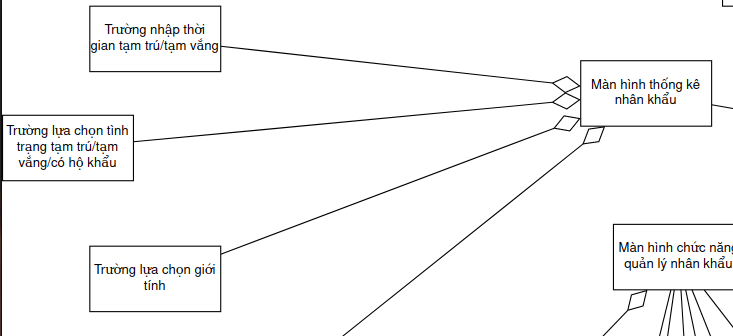 Trường nhập thời
gian tạm trú/tạm vắng
Màn hình thống kê
nhân khẩu
Trường lựa chọn tình
trạng tạm trú/tạm
vắng/có hộ khẩu
Trường lựa chọn giới
tính
Màn hình chức năng
quản lý nhân khẩu